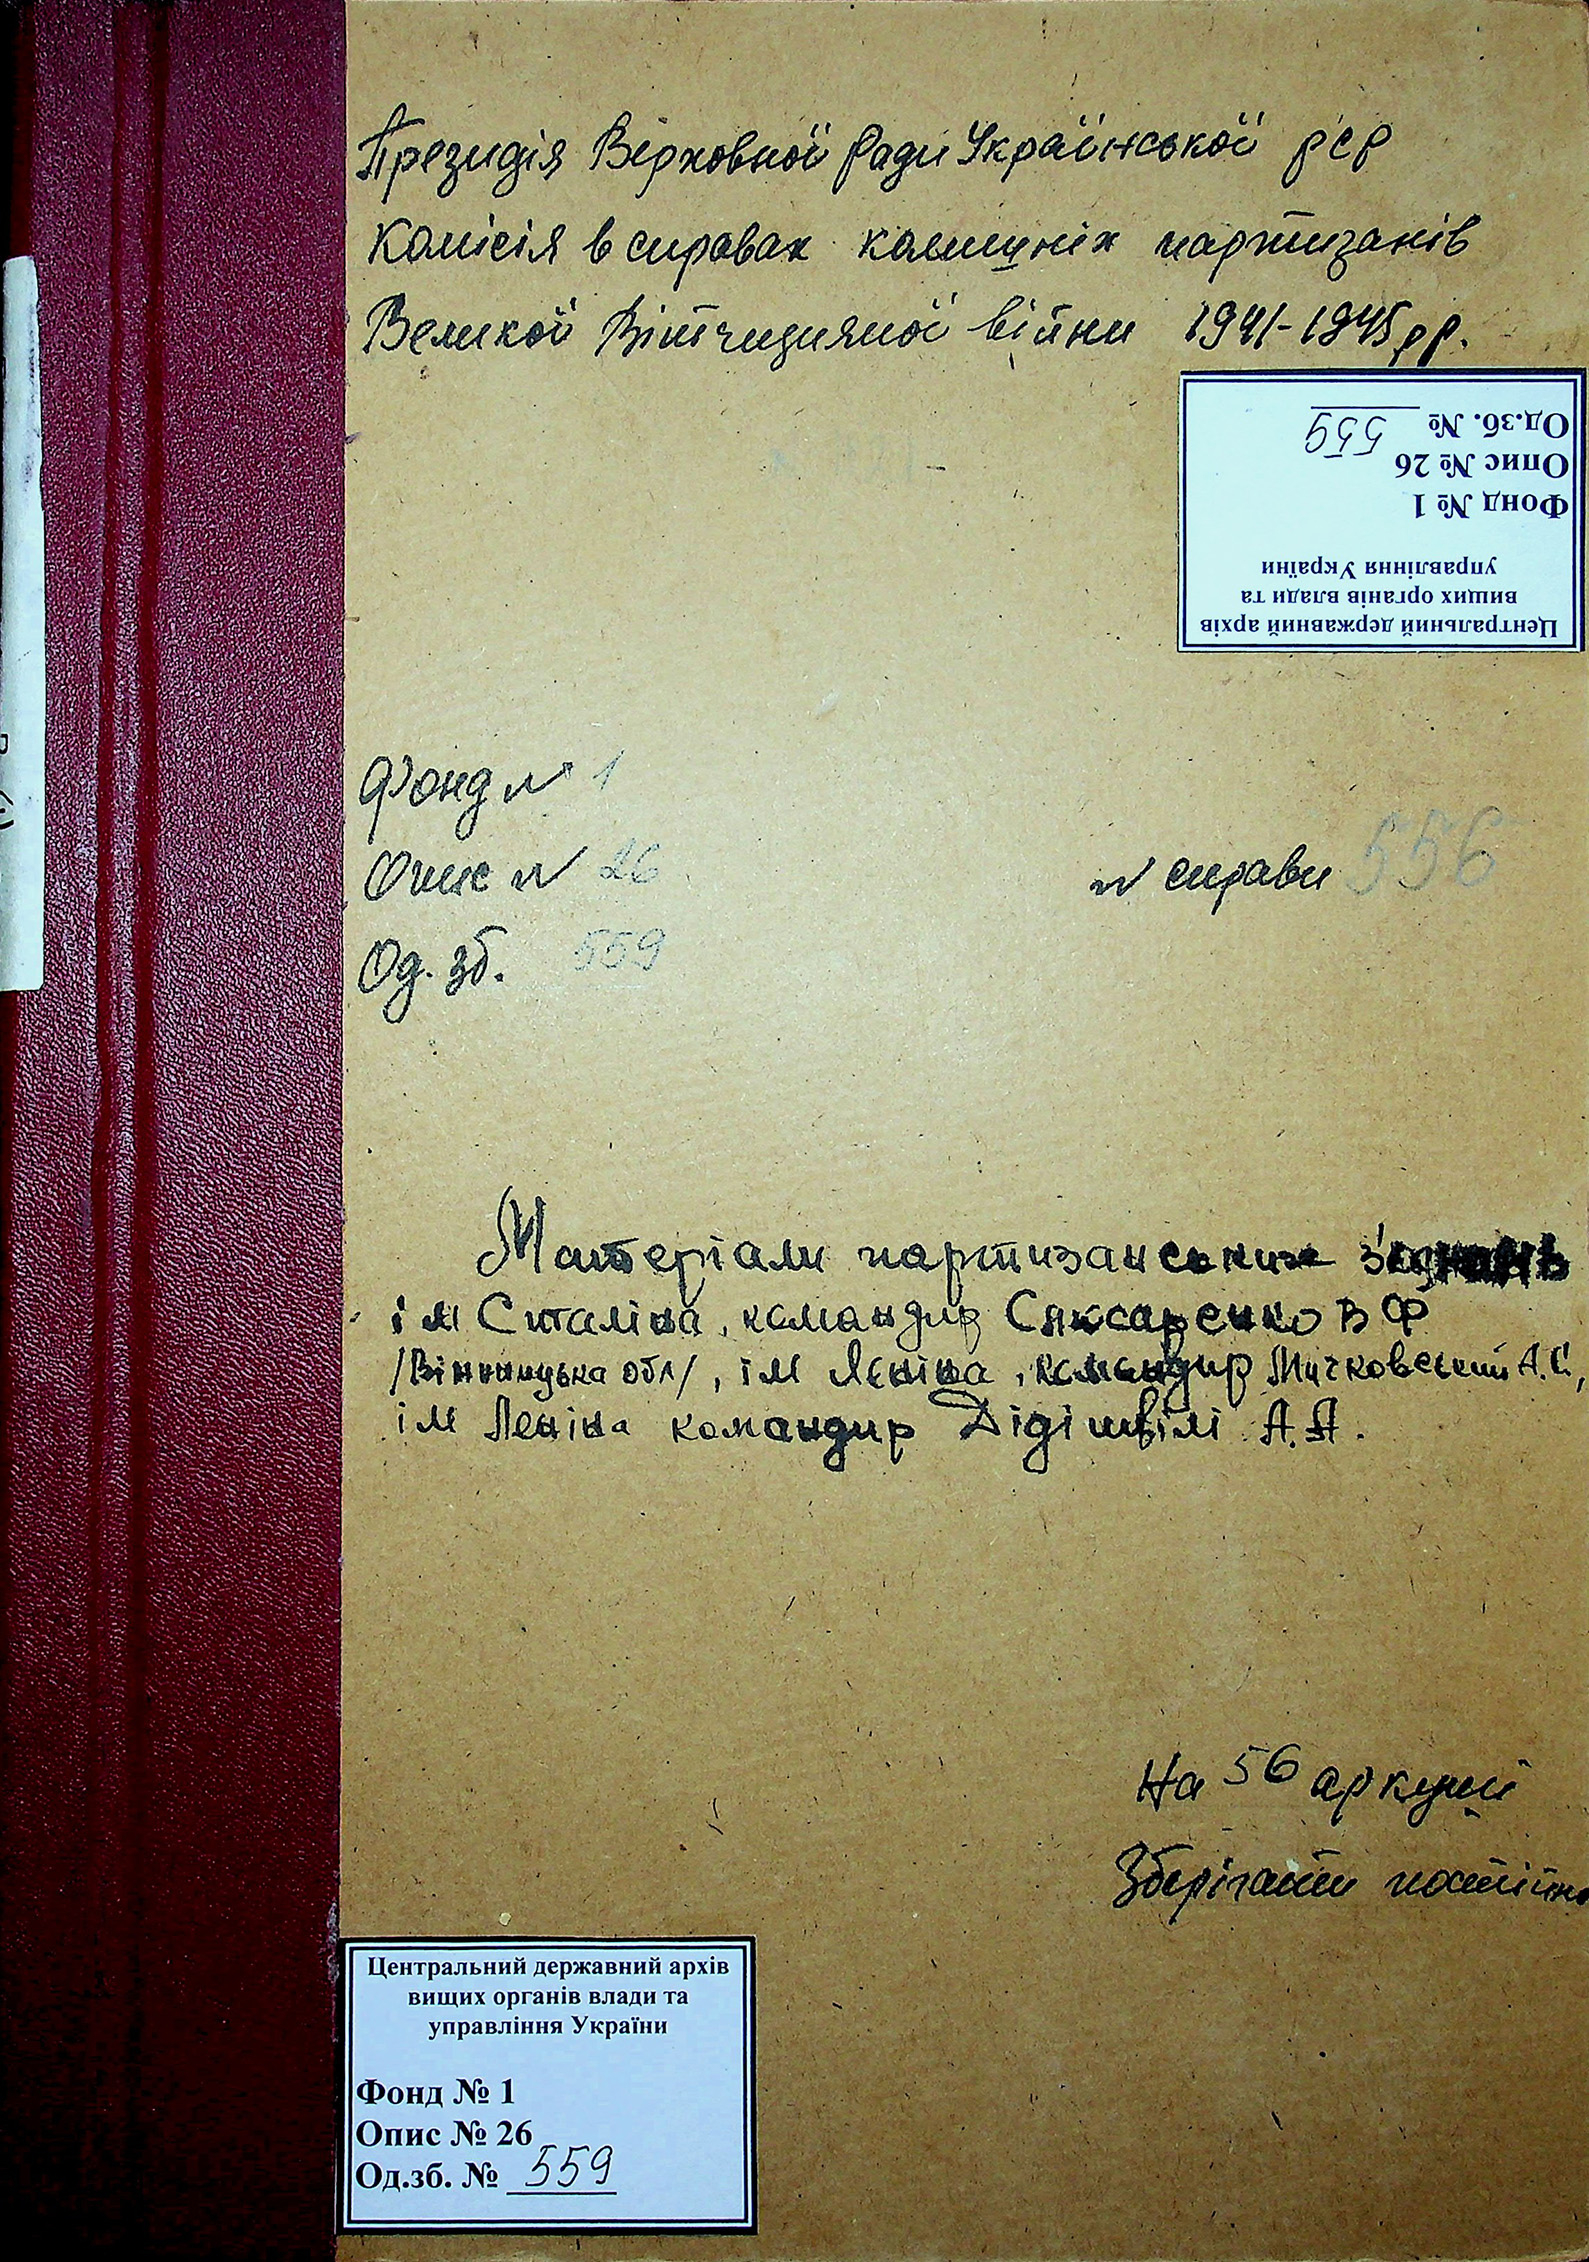 Президія Верховної Ради Української РСР
Комісія в справах колишніх партизанів
Великої Вітчизняної війни 1941-1945 рр.
Од.зб. № 559
Опис № 26
Фонд № 1
Центральний державний архів
вищих органів влади та
управління України
Фонд № 1
Опис № 26
№ справи 556
Од. зб. 559
Матеріали партизанських з'єднань
ім Сталіна, командир Саксаренко В Ф
/Вінницька обл/, ім Леніна, командир Мичковський А.С,
ім Леніна командир Дідішвілі А.А.
На 56 аркуші
Зберігати постійно
Центральний державний архів
вищих органів влади та
управління України
Фонд № 1
Опис № 26
Од.зб. № 559